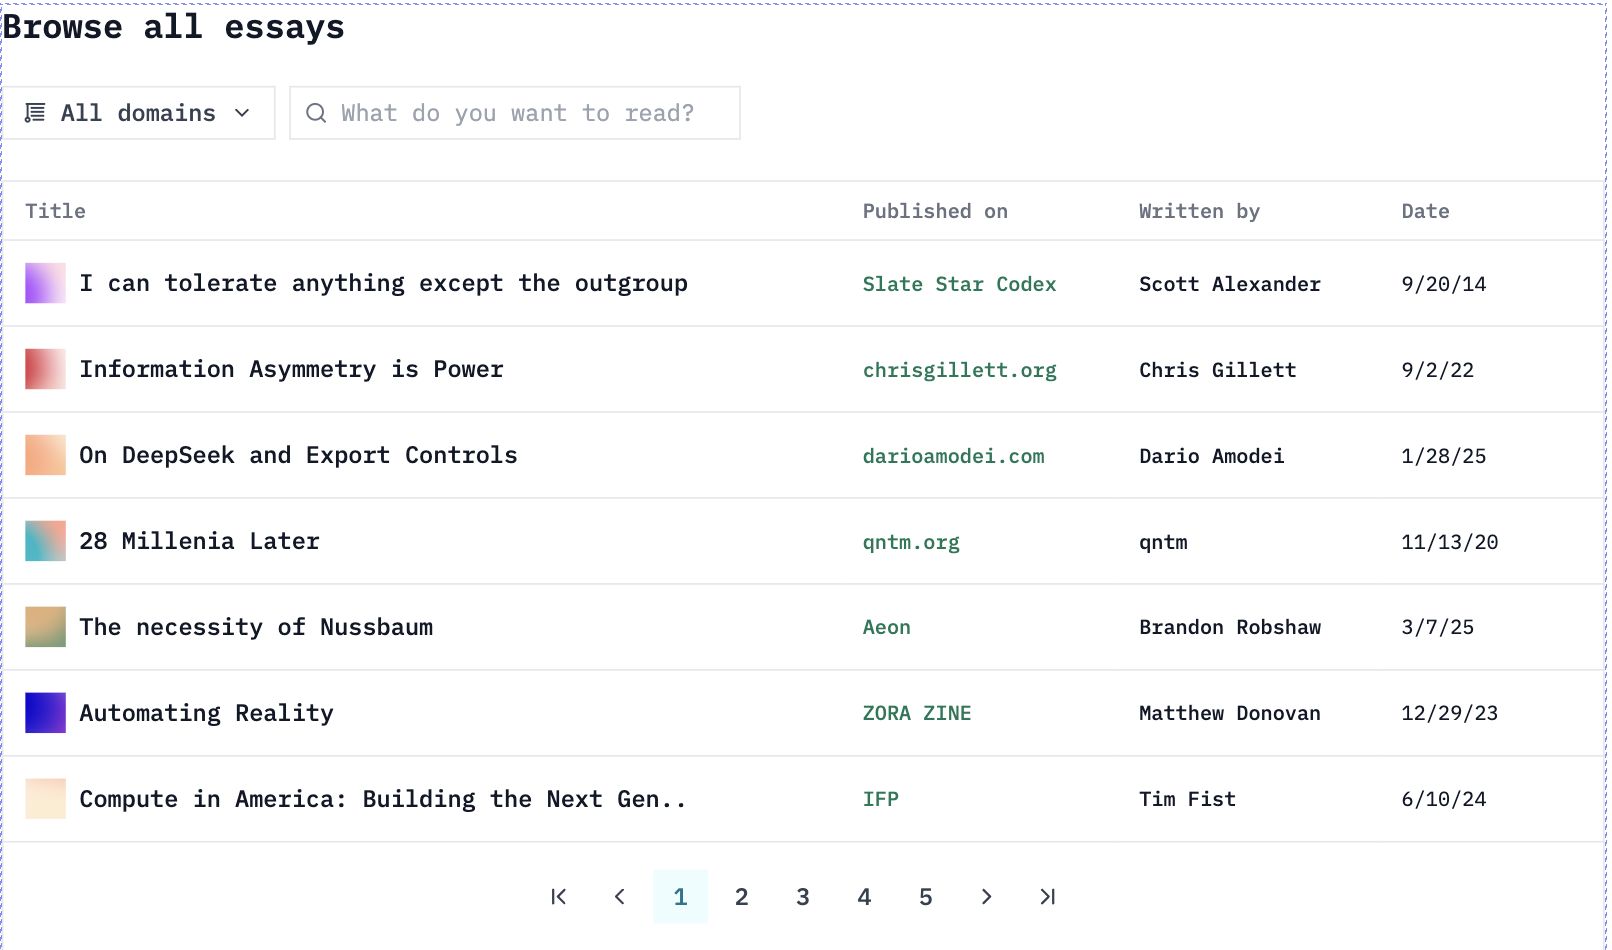 Browse all essays
All domains
What do you want to read?
Title Published on Written by Date
I can tolerate anything except the outgroup Slate Star Codex Scott Alexander 9/20/14
Information Asymmetry is Power chrisgillett.org Chris Gillett 9/2/22
On DeepSeek and Export Controls darioamodei.com Dario Amodei 1/28/25
28 Millenia Later qntm.org qntm 11/13/20
The necessity of Nussbaum Aeon Brandon Robshaw 3/7/25
Automating Reality ZORA ZINE Matthew Donovan 12/29/23
Compute in America: Building the Next Gen.. IFP Tim Fist 6/10/24
1 2 3 4 5